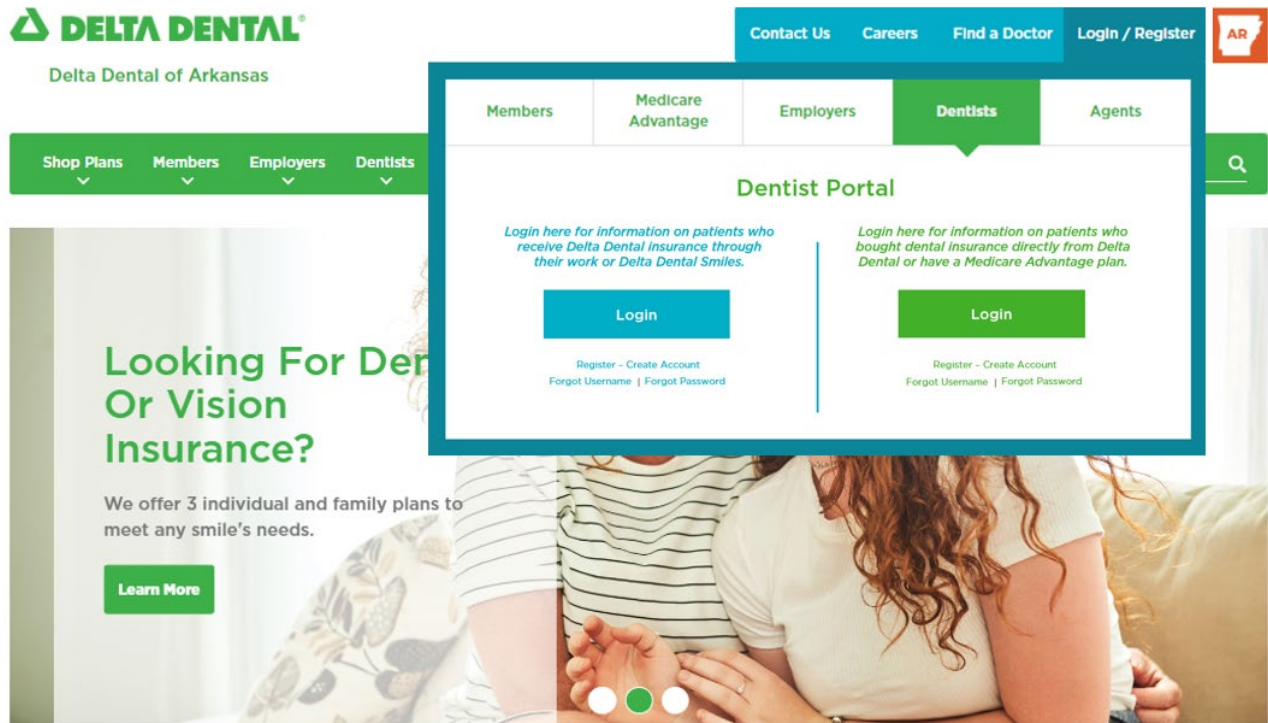 DELTA DENTAL®
Delta Dental of Arkansas
Contact Us Careers Find a Doctor Login / Register
AR
Members Medicare Advantage Employers Dentists Agents
Shop Plans Members Employers Dentists
Dentist Portal
Login here for information on patients who
receive Delta Dental insurance through
their work or Delta Dental Smiles.
Login
Register – Create Account
Forgot Username | Forgot Password
Login here for information on patients who
bought dental insurance directly from Delta
Dental or have a Medicare Advantage plan.
Login
Register – Create Account
Forgot Username | Forgot Password
Looking For
Or Vision
Insurance?
We offer 3 individual and family plans to
meet any smile's needs.
Learn More